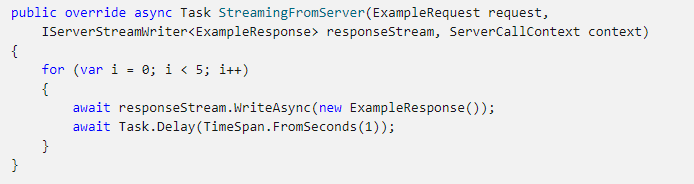 public override async Task StreamingFromServer(ExampleRequest request,
    IServerStreamWriter<ExampleResponse> responseStream, ServerCallContext context)
{
    for (var i = 0; i < 5; i++)
    {
        await responseStream.WriteAsync(new ExampleResponse());
        await Task.Delay(TimeSpan.FromSeconds(1));
    }
}